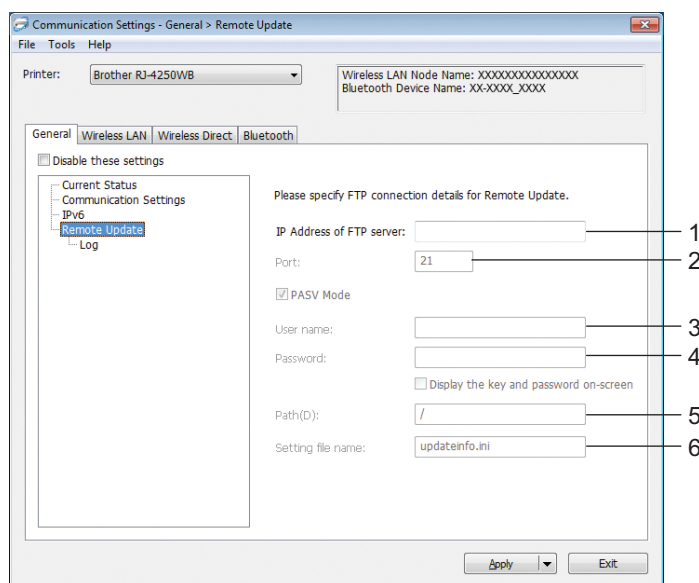 Communication Settings - General > Remote Update
File Tools Help
Printer: Brother RJ-4250WB
Wireless LAN Node Name: XXXXXXXXXXXXXXX
Bluetooth Device Name: XX-XXXX_XXXX
General Wireless LAN Wireless Direct Bluetooth
Disable these settings
Current Status
Communication Settings
IPv6
Remote Update
Log
Please specify FTP connection details for Remote Update.
IP Address of FTP server: 1
Port: 21 2
PASV Mode
User name: 3
Password: 4
Display the key and password on-screen
Path(D): / 5
Setting file name: updateinfo.ini 6
Apply Exit